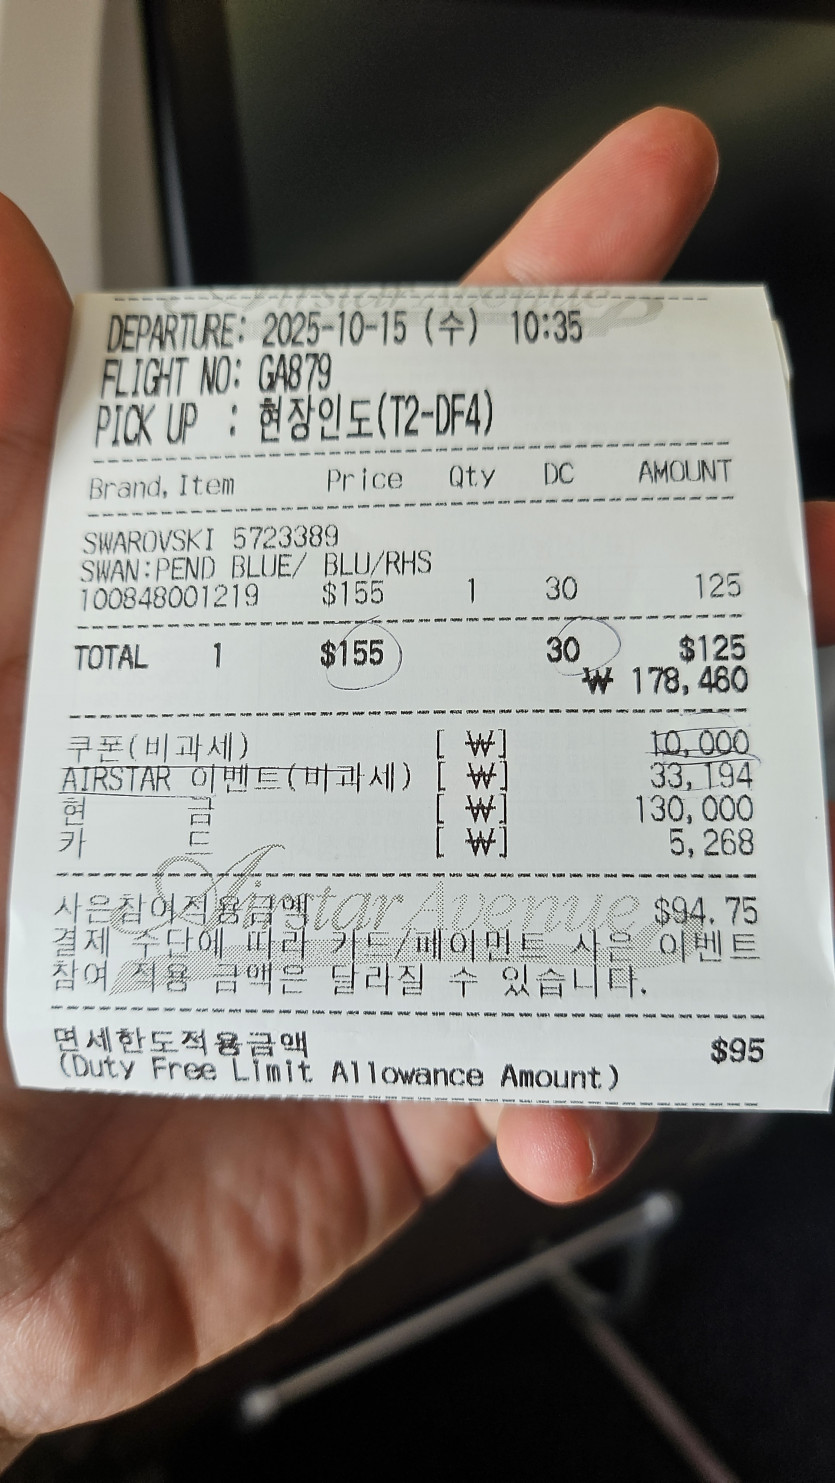 DEPARTURE: 2025-10-15 (수) 10:35
FLIGHT NO: GA879
PICK UP : 현장인도(T2-DF4)
Brand, Item Price Qty DC AMOUNT
SWAROVSKI 5723389
SWAN:PEND BLUE/ BLU/RHS
100848001219 $155 1 30 125
TOTAL 1 $155 30 $125
₩ 178,460
쿠폰(비과세) [ ₩] 10,000
AIRSTAR 이벤트(비과세) [ ₩] 33,194
현 금 [ ₩] 130,000
카 드 [ ₩] 5,268
Airstar Avenue
사은참여적용금액 $94.75
결제 수단에 따라 카드/페이먼트 사은 이벤트
참여 적용 금액은 달라질 수 있습니다.
면세한도적용금액 $95
(Duty Free Limit Allowance Amount)